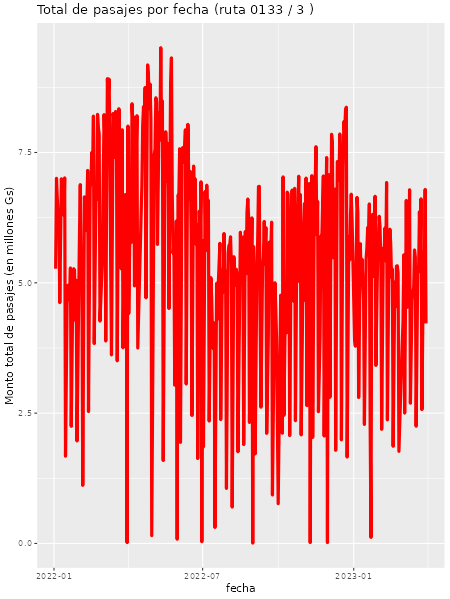 Total de pasajes por fecha (ruta 0133 / 3 )
Monto total de pasajes (en millones Gs)
7.5
5.0
2.5
0.0
2022-01
2022-07
2023-01
fecha